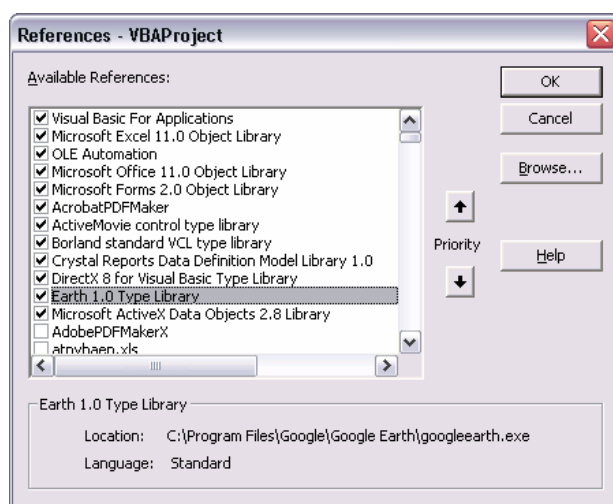 References - VBAProject
Available References:
Visual Basic For Applications
Microsoft Excel 11.0 Object Library
OLE Automation
Microsoft Office 11.0 Object Library
Microsoft Forms 2.0 Object Library
AcrobatPDFMaker
ActiveMovie control type library
Borland standard VCL type library
Crystal Reports Data Definition Model Library 1.0
DirectX 8 for Visual Basic Type Library
Earth 1.0 Type Library
Microsoft ActiveX Data Objects 2.8 Library
AdobePDFMakerX
OK
Cancel
Browse...
Priority
Help
Earth 1.0 Type Library
Location: C:\Program Files\Google\Google Earth\googleearth.exe
Language: Standard